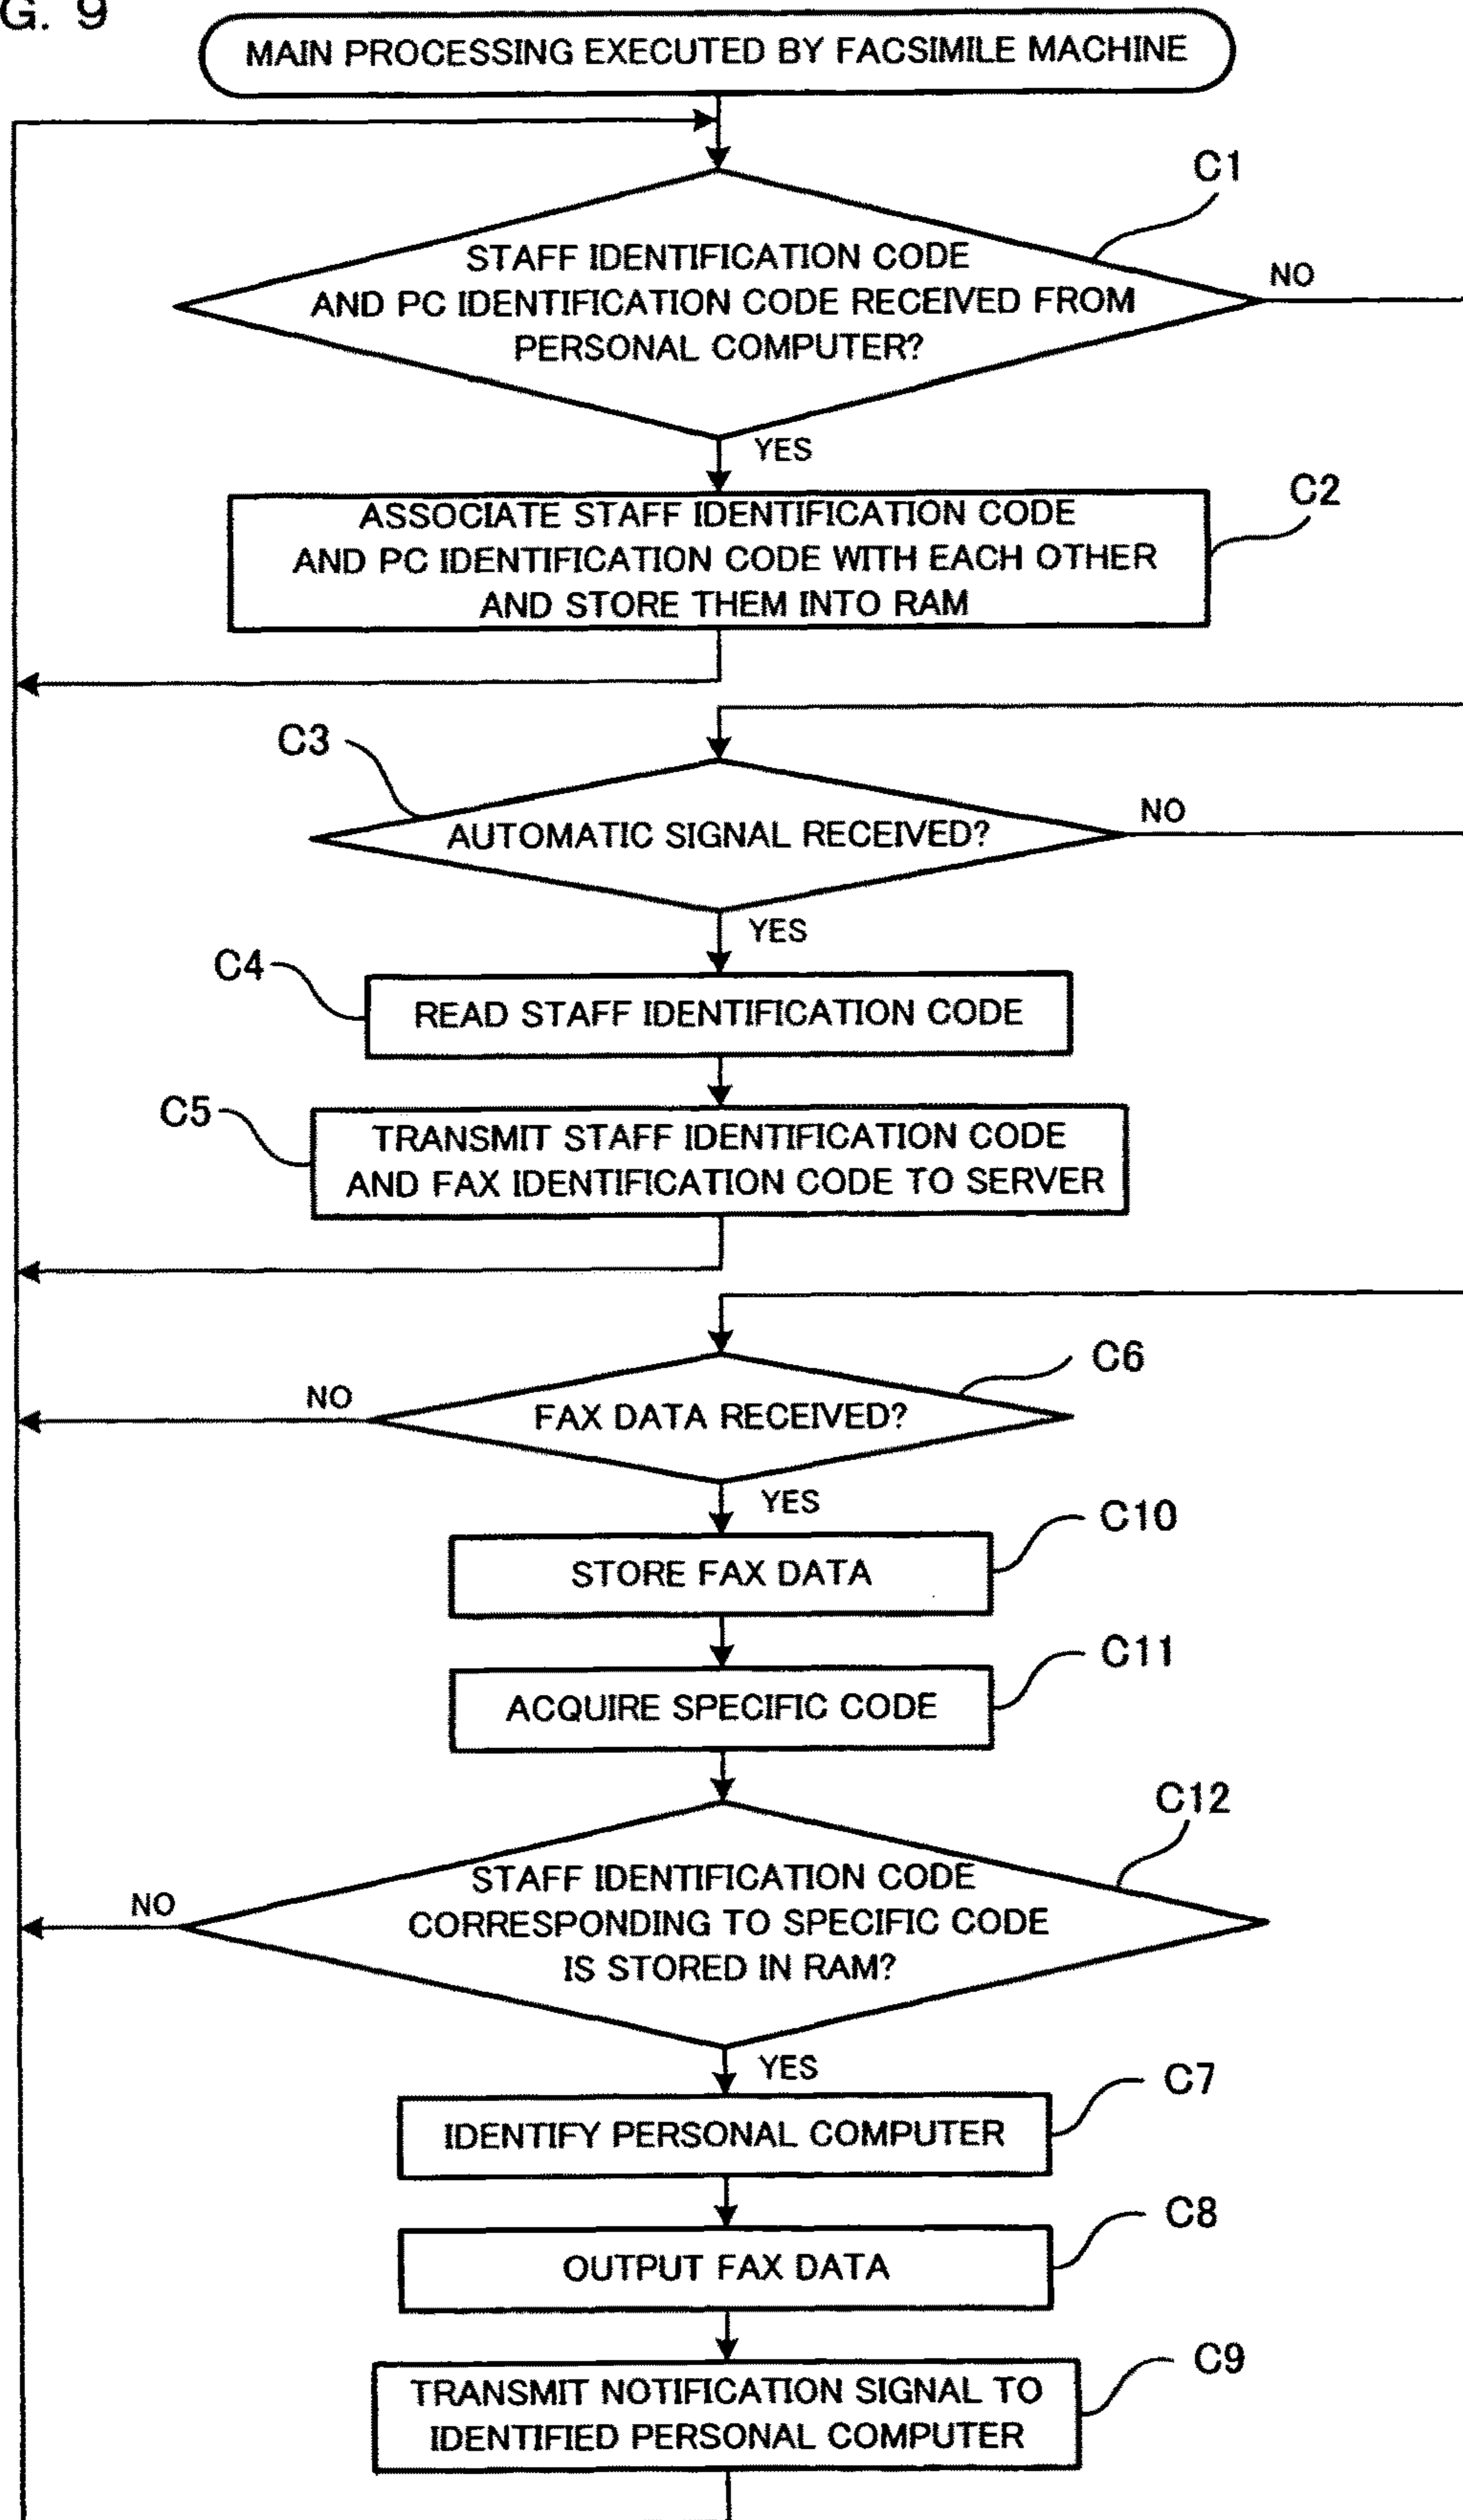 G. 9
MAIN PROCESSING EXECUTED BY FACSIMILE MACHINE
C1
STAFF IDENTIFICATION CODE
AND PC IDENTIFICATION CODE RECEIVED FROM
PERSONAL COMPUTER?
NO
YES
C2
ASSOCIATE STAFF IDENTIFICATION CODE
AND PC IDENTIFICATION CODE WITH EACH OTHER
AND STORE THEM INTO RAM
C3
AUTOMATIC SIGNAL RECEIVED?
NO
YES
C4
READ STAFF IDENTIFICATION CODE
C5
TRANSMIT STAFF IDENTIFICATION CODE
AND FAX IDENTIFICATION CODE TO SERVER
C6
NO
FAX DATA RECEIVED?
YES
C10
STORE FAX DATA
C11
ACQUIRE SPECIFIC CODE
C12
NO
STAFF IDENTIFICATION CODE
CORRESPONDING TO SPECIFIC CODE
IS STORED IN RAM?
YES
C7
IDENTIFY PERSONAL COMPUTER
C8
OUTPUT FAX DATA
C9
TRANSMIT NOTIFICATION SIGNAL TO
IDENTIFIED PERSONAL COMPUTER